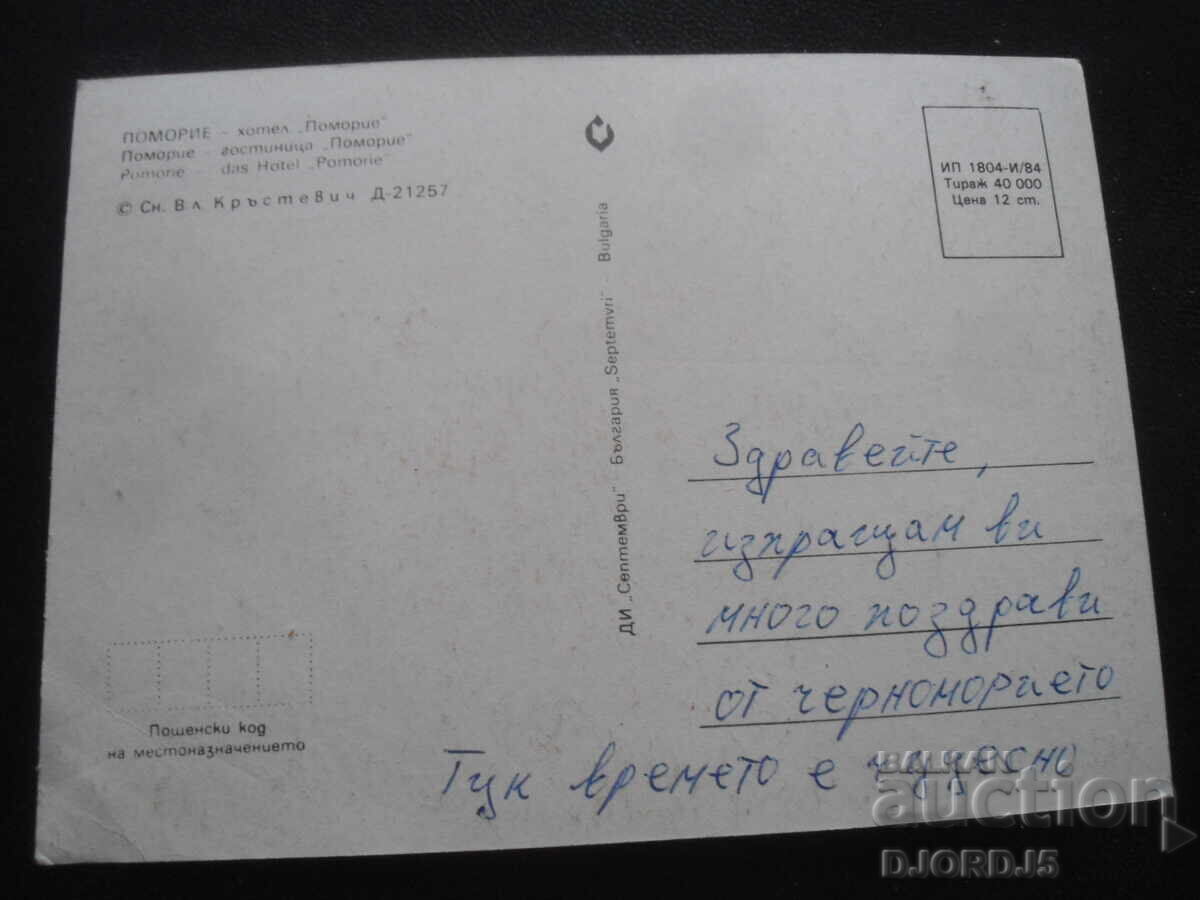 ПОМОРИЕ – хотел „Поморие"
Поморие – гостиница „Поморие"
Pomorie – das Hotel „Pomorie"
© Сн. Вл. Кръстевич Д-21257
ИП 1804-И/84
Тираж 40 000
Цена 12 ст.
ДИ „Септември" България „Septemvri" - Bulgaria
Здравейте,
изпращам ви
много поздрави
от черноморието
Тук времето е чудесно
Пощенски код
на местоназначението
BALKAN
auction
DJORDJ5